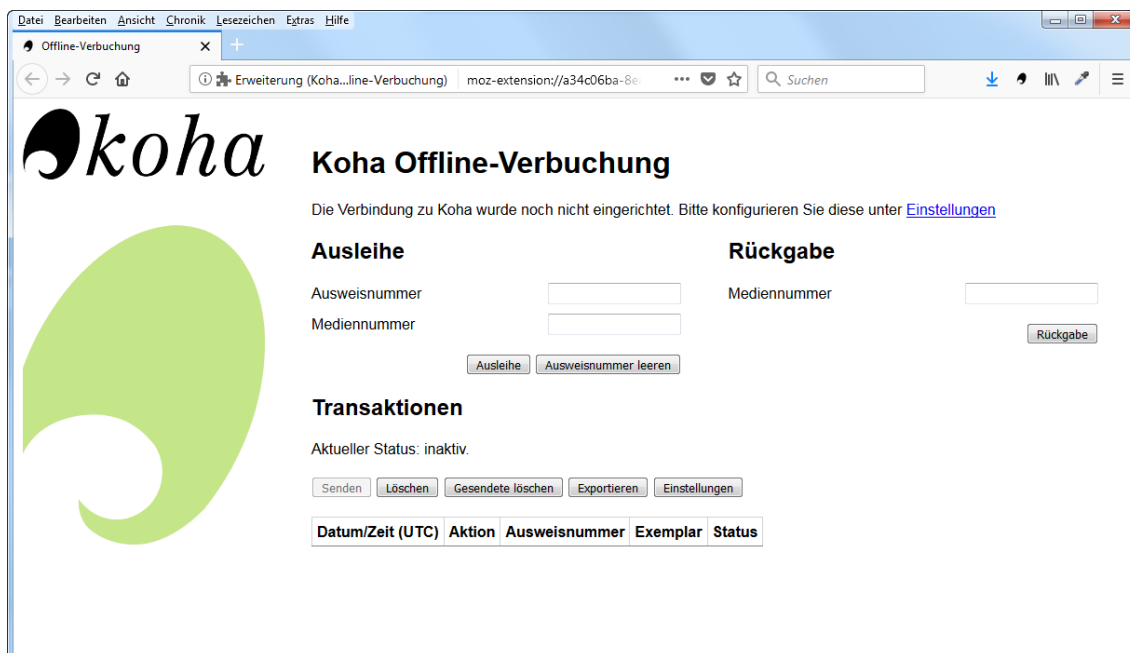 Datei Bearbeiten Ansicht Chronik Lesezeichen Extras Hilfe
Offline-Verbuchung
Erweiterung (Koha...line-Verbuchung) moz-extension://a34c06ba-8e
Suchen
koha
Koha Offline-Verbuchung
Die Verbindung zu Koha wurde noch nicht eingerichtet. Bitte konfigurieren Sie diese unter Einstellungen
Ausleihe
Ausweisnummer
Mediennummer
Ausleihe Ausweisnummer leeren
Rückgabe
Mediennummer
Rückgabe
Transaktionen
Aktueller Status: inaktiv.
Senden Löschen Gesendete löschen Exportieren Einstellungen
Datum/Zeit (UTC) Aktion Ausweisnummer Exemplar Status